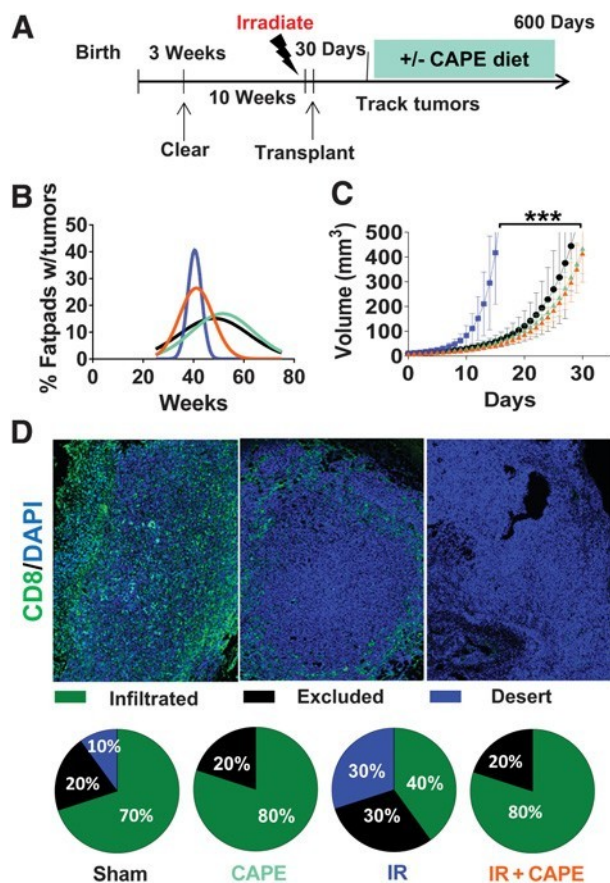 A
Birth
3 Weeks
Irradiate
30 Days
600 Days
+/- CAPE diet
10 Weeks
Track tumors
Clear
Transplant
B
% Fatpads w/tumors
50
40
30
20
10
0
0 20 40 60 80
Weeks
C
***
Volume (mm3)
500
400
300
200
100
0
0 10 20 30
Days
D
CD8/DAPI
Infiltrated Excluded Desert
10%
20%
70%
20%
80%
30%
40%
30%
20%
80%
Sham CAPE IR IR + CAPE